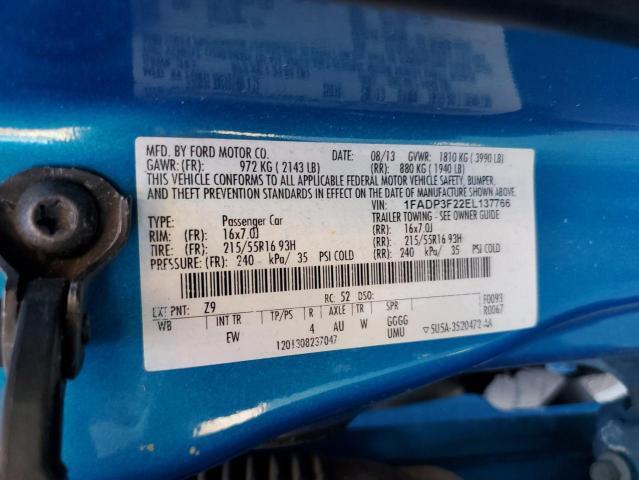 MFD. BY FORD MOTOR CO. DATE: 08/13 GVWR: 1810 KG ( 3990 LB)
GAWR: (FR): 972 KG ( 2143 LB) (RR): 880 KG ( 1940 LB)
THIS VEHICLE CONFORMS TO ALL APPLICABLE FEDERAL MOTOR VEHICLE SAFETY, BUMPER,
AND THEFT PREVENTION STANDARDS IN EFFECT ON THE DATE OF MANUFACTURE SHOWN ABOVE.
VIN: 1FADP3F22EL137766
TYPE: Passenger Car TRAILER TOWING - SEE OWNER GUIDE
RIM: (FR): 16x7.0J (RR): 16x7.0J
TIRE: (FR): 215/55R16 93H (RR): 215/55R16 93H
PRESSURE: (FR): 240 kPa/ 35 PSI COLD (RR): 240 kPa/ 35 PSI COLD
EXT PNT: Z9 RC: 52 DSO: F0093
WB INT TR TP/PS R AXLE TR SPR R0067
EW 4 AU W GGGG
UMU
1201308237047 5U5A-3520472-AA